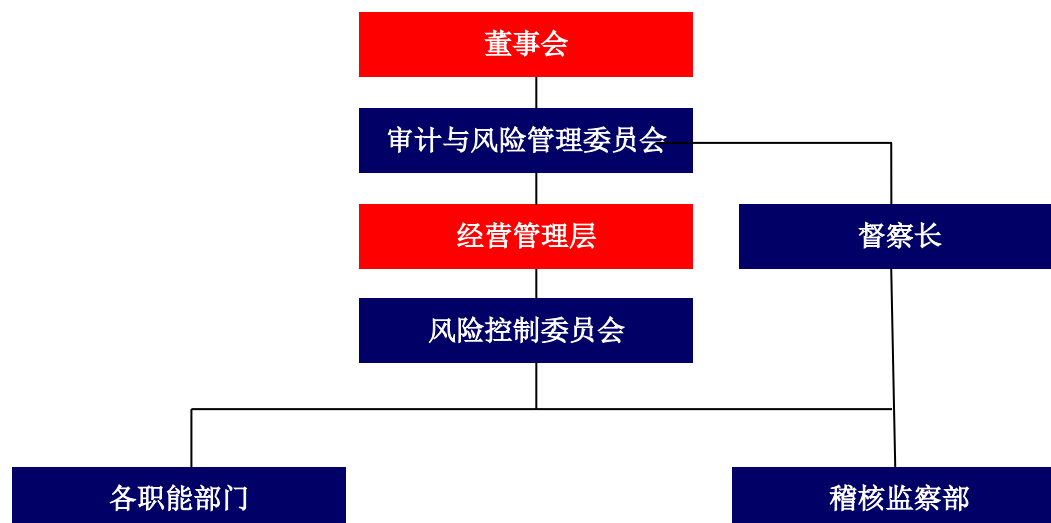 董事会
审计与风险管理委员会
经营管理层
督察长
风险控制委员会
各职能部门
稽核监察部